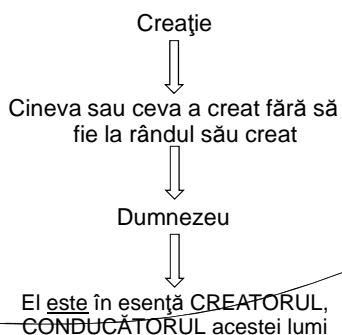 Creaţie
Cineva sau ceva a creat fără să
fie la rândul său creat
Dumnezeu
El este în esenţă CREATORUL,
CONDUCĂTORUL acestei lumi